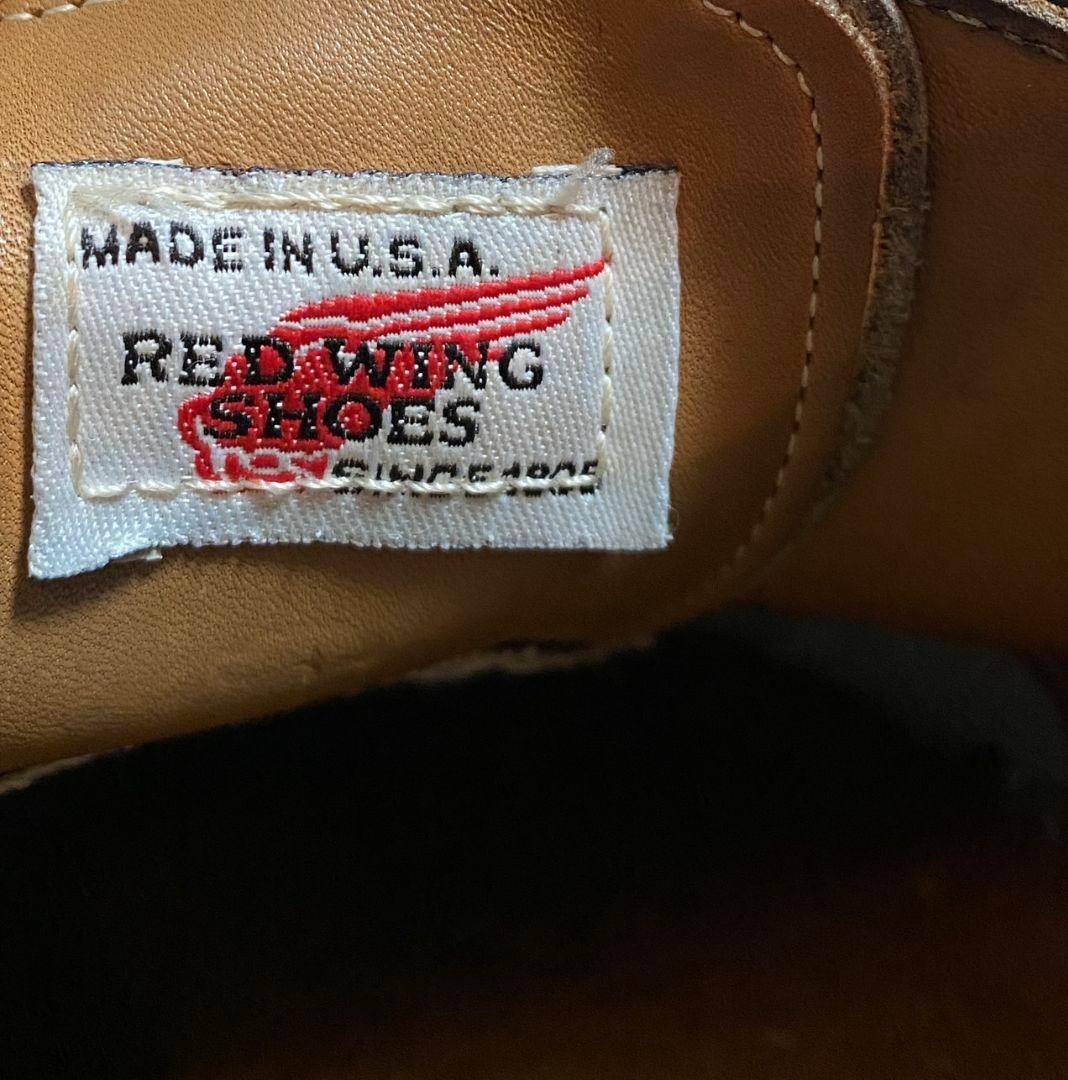 MADE IN U.S.A.
RED WING
SHOES
SINCE 1905